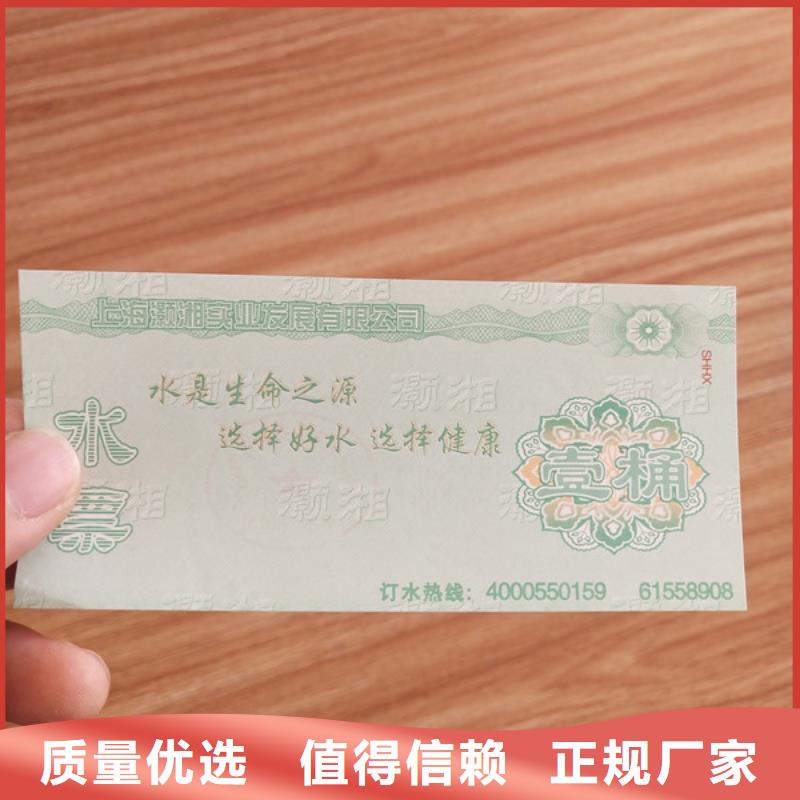 上海灏湘实业发展有限公司
SHHX
水是生命之源
选择好水 选择健康
水票
壹桶
订水热线：4000550159 61558908
灏湘
质量优选 值得信赖 正规厂家